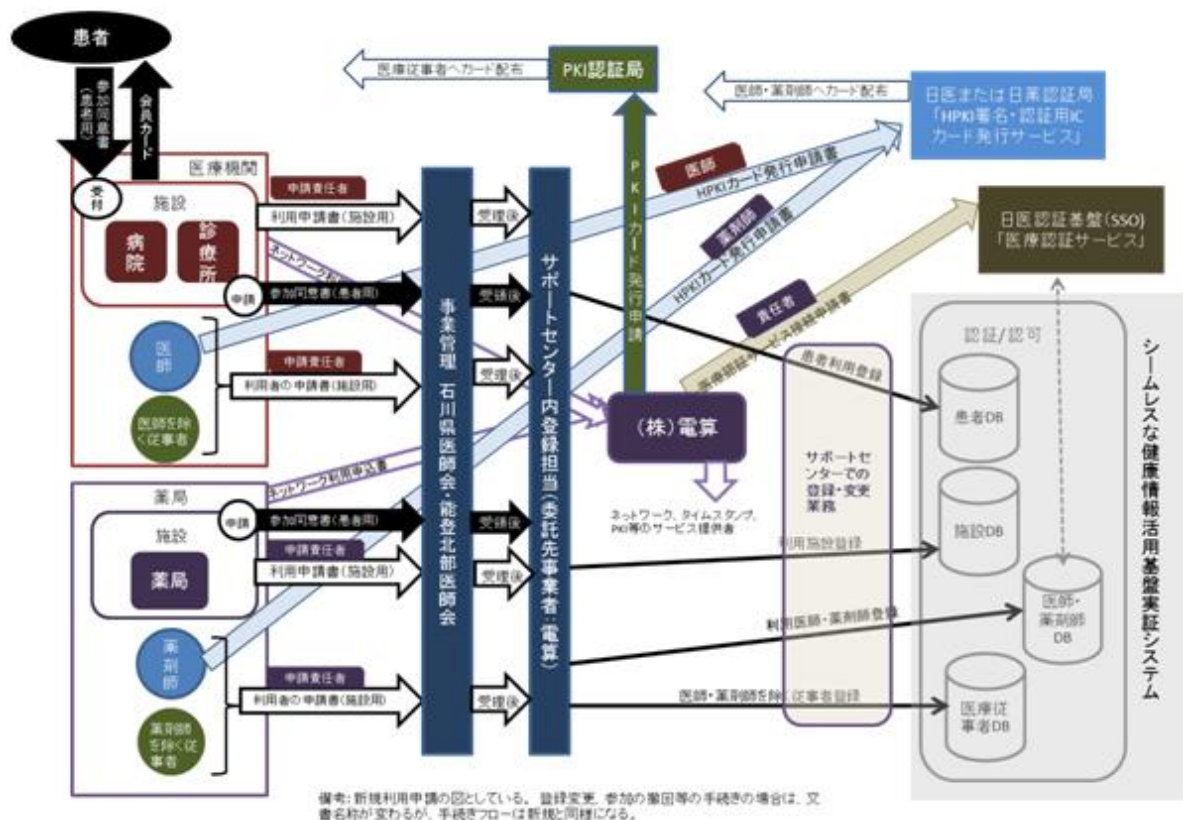 患者
参加同意書
(患者用)
会員カード
受付
医療機関
施設
病院
診療所
申請
医師
医師を除
く従事者
薬局
施設
申請
薬局
薬剤師
薬剤師
を除く従
事者
申請責任者
利用申請書(施設用)
参加同意書(患者用)
申請責任者
利用者の申請書(施設用)
ネットワーク利用申込書
参加同意書(患者用)
申請責任者
利用申請書(施設用)
申請責任者
利用者の申請書(施設用)
事業管理 石川県医師会・能登北部医師会
受理後
受領後
受理後
受領後
受理後
受理後
サポートセンター内登録担当(委託先事業者:電算)
医療従事者へカード配布
PKI認証局
PKIカード発行申請
医師・薬剤師へカード配布
日医または日薬認証局
「HPKI署名・認証用IC
カード発行サービス」
医師
HPKIカード発行申請書
薬剤師
HPKIカード発行申請書
責任者
医療認証サービス接続申請書
日医認証基盤(SSO)
「医療認証サービス」
(株)電算
ネットワーク、タイムスタンプ、
PKI等のサービス提供者
サポートセ
ンターでの
登録・変更
業務
患者利用登録
利用施設登録
利用医師・薬剤師登録
医師・薬剤師を除く従事者登録
認証/認可
患者DB
施設DB
医師・
薬剤師
DB
医療従
事者DB
シームレスな健康情報活用基盤実証システム
備考:新規利用申請の図としている。 登録変更、参加の撤回等の手続きの場合は、文
書名称が変わるが、手続きフローは新規と同様になる。